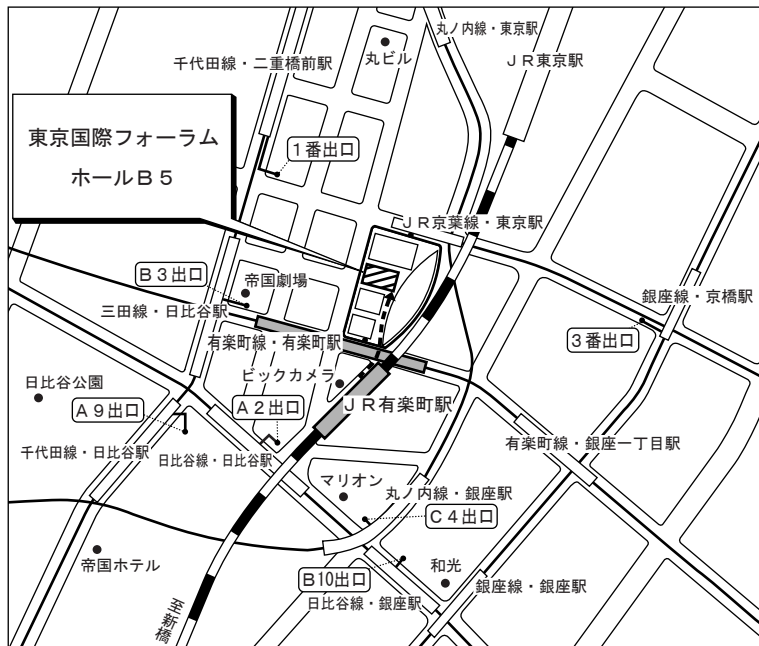 丸ノ内線・東京駅
千代田線・二重橋前駅
丸ビル
JR東京駅
東京国際フォーラム
ホールB5
1番出口
JR京葉線・東京駅
B3出口
帝国劇場
三田線・日比谷駅
銀座線・京橋駅
3番出口
有楽町線・有楽町駅
ビックカメラ
日比谷公園
A9出口
A2出口
JR有楽町駅
千代田線・日比谷駅
日比谷線・日比谷駅
有楽町線・銀座一丁目駅
マリオン
丸ノ内線・銀座駅
C4出口
帝国ホテル
B10出口
和光
銀座線・銀座駅
日比谷線・銀座駅
至新橋